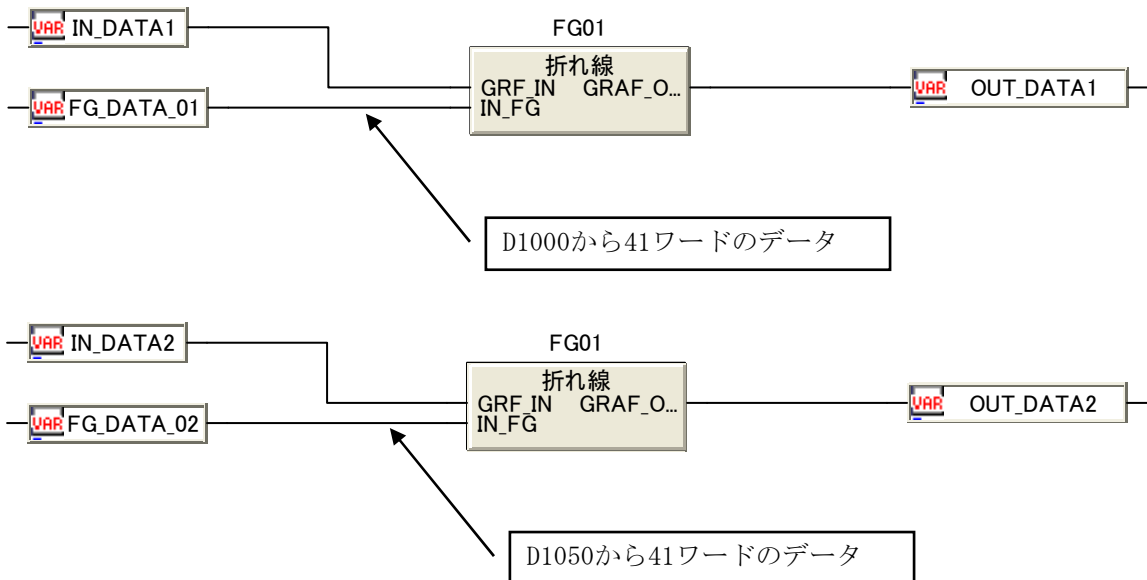 VAR IN_DATA1
FG01
折れ線
GRF_IN GRAF_O...
IN_FG
VAR FG_DATA_01
VAR OUT_DATA1
D1000から41ワードのデータ
VAR IN_DATA2
FG01
折れ線
GRF_IN GRAF_O...
IN_FG
VAR FG_DATA_02
VAR OUT_DATA2
D1050から41ワードのデータ